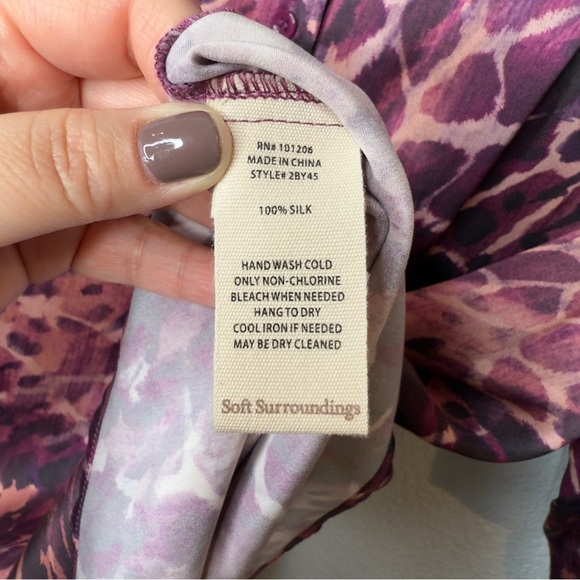 RN# 101206
MADE IN CHINA
STYLE# 2BY45
100% SILK
HAND WASH COLD
ONLY NON-CHLORINE
BLEACH WHEN NEEDED
HANG TO DRY
COOL IRON IF NEEDED
MAY BE DRY CLEANED
Soft Surroundings